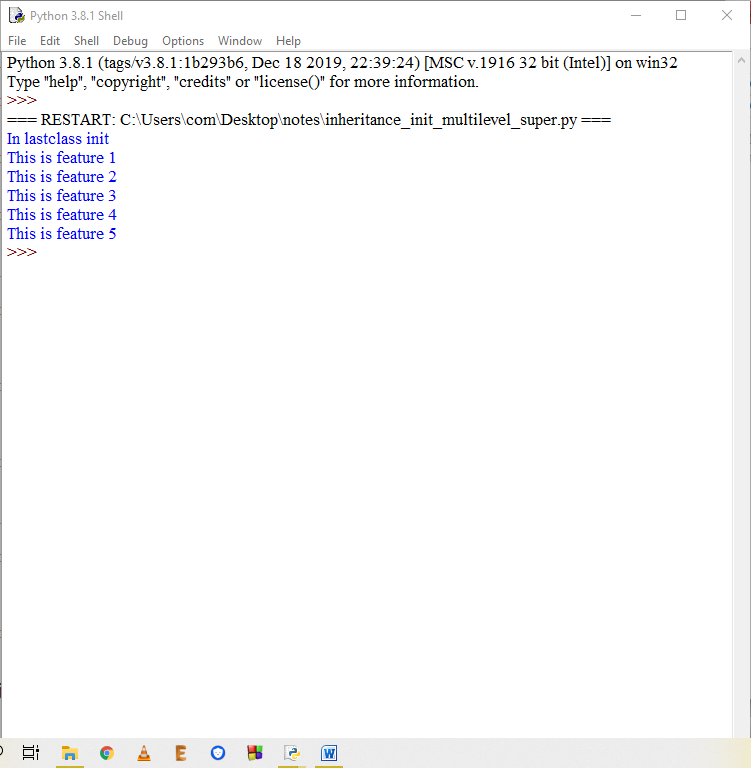 Python 3.8.1 Shell
File Edit Shell Debug Options Window Help
Python 3.8.1 (tags/v3.8.1:1b293b6, Dec 18 2019, 22:39:24) [MSC v.1916 32 bit (Intel)] on win32
Type "help", "copyright", "credits" or "license()" for more information.
>>>
=== RESTART: C:\Users\com\Desktop\notes\inheritance_init_multilevel_super.py ===
In lastclass init
This is feature 1
This is feature 2
This is feature 3
This is feature 4
This is feature 5
>>>
E W